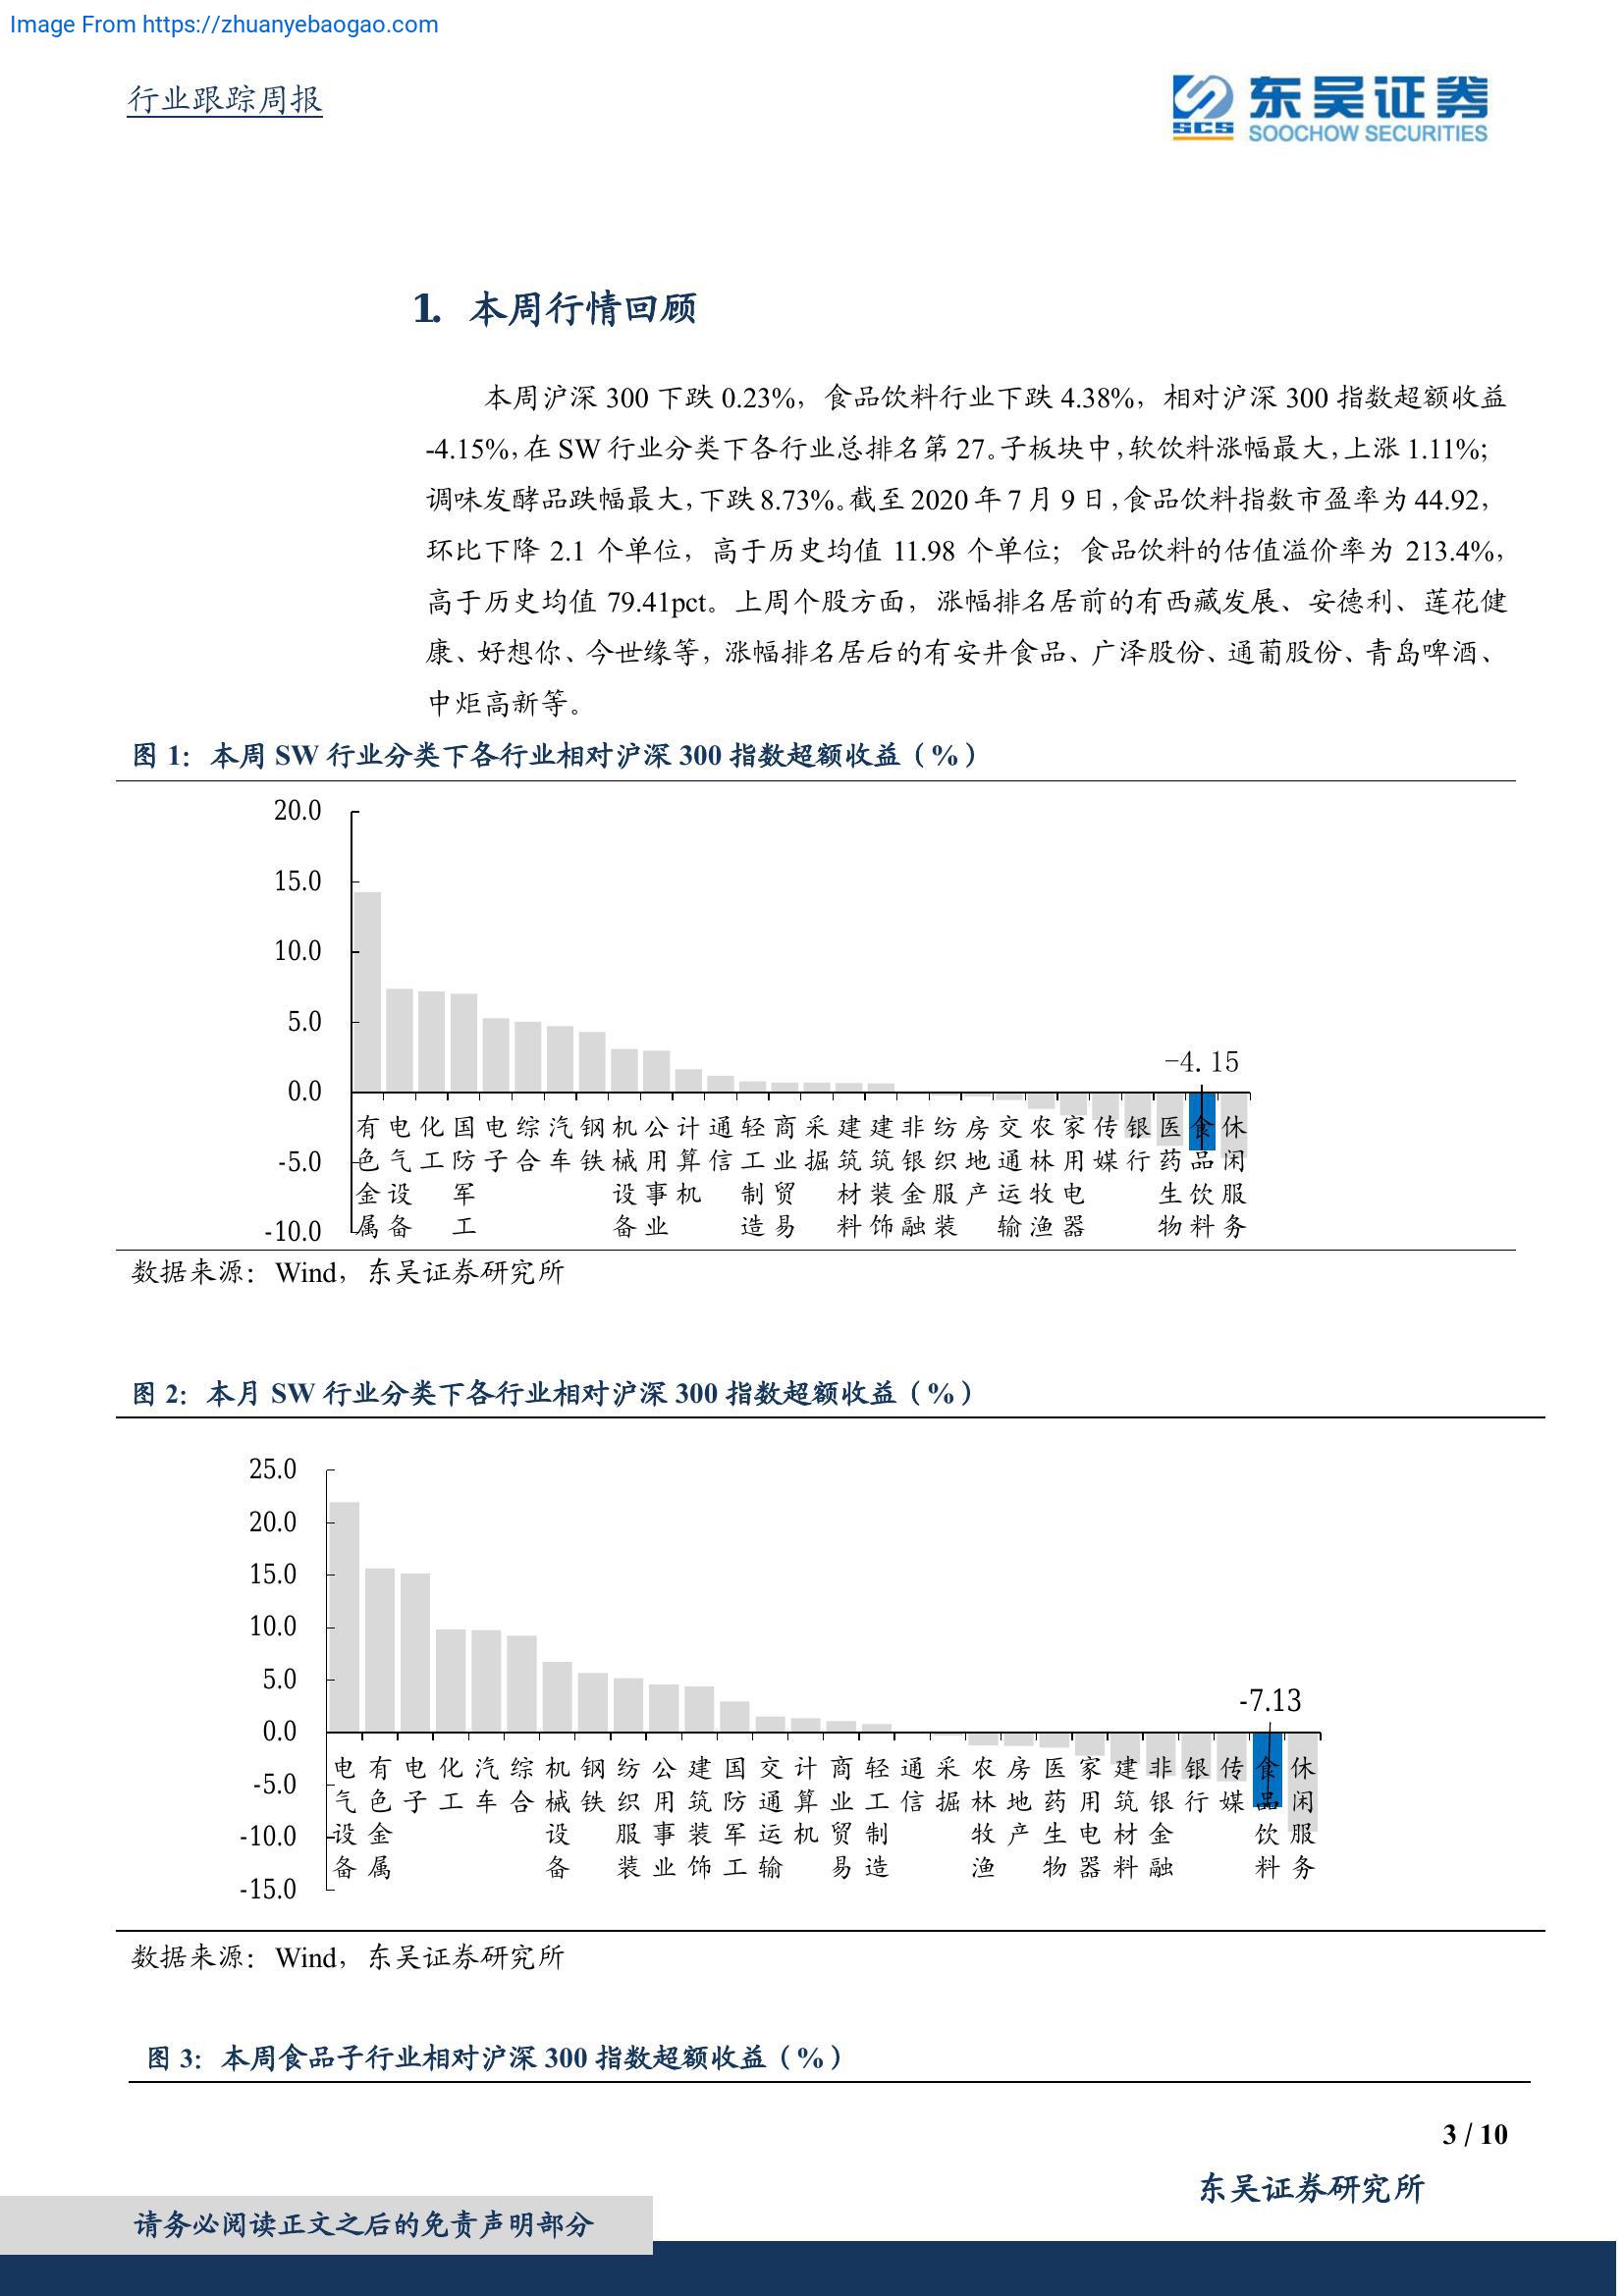 Image From https://zhuanyebaogao.com
行业跟踪周报
东吴证券
SCS
SOOCHOW SECURITIES
1. 本周行情回顾
本周沪深 300 下跌 0.23%，食品饮料行业下跌 4.38%，相对沪深 300 指数超额收益
-4.15%，在 SW 行业分类下各行业总排名第 27。子板块中，软饮料涨幅最大，上涨 1.11%；
调味发酵品跌幅最大，下跌 8.73%。截至 2020 年 7 月 9 日，食品饮料指数市盈率为 44.92，
环比下降 2.1 个单位，高于历史均值 11.98 个单位；食品饮料的估值溢价率为 213.4%，
高于历史均值 79.41pct。上周个股方面，涨幅排名居前的有西藏发展、安德利、莲花健
康、好想你、今世缘等，涨幅排名居后的有安井食品、广泽股份、通葡股份、青岛啤酒、
中炬高新等。
图 1：本周 SW 行业分类下各行业相对沪深 300 指数超额收益（%）
20.0
15.0
10.0
5.0
0.0
-5.0
-10.0
-4.15
有色金属
电气设备
化工
国防军工
电子
综合
汽车
钢铁
机械设备
公用事业
计算机
通信
轻工制造
商业贸易
采掘
建筑材料
建筑装饰
非银金融
纺织服装
房地产
交通运输
农林牧渔
家用电器
传媒
银行
医药生物
食品饮料
休闲服务
数据来源：Wind，东吴证券研究所
图 2：本月 SW 行业分类下各行业相对沪深 300 指数超额收益（%）
25.0
20.0
15.0
10.0
5.0
0.0
-5.0
-10.0
-15.0
-7.13
电气设备
有色金属
电子
化工
汽车
综合
机械设备
钢铁
纺织服装
公用事业
建筑装饰
国防军工
交通运输
计算机
商业贸易
轻工制造
通信
采掘
农林牧渔
房地产
医药生物
家用电器
建筑材料
非银金融
银行
传媒
食品饮料
休闲服务
数据来源：Wind，东吴证券研究所
图 3：本周食品子行业相对沪深 300 指数超额收益（%）
3 / 10
东吴证券研究所
请务必阅读正文之后的免责声明部分